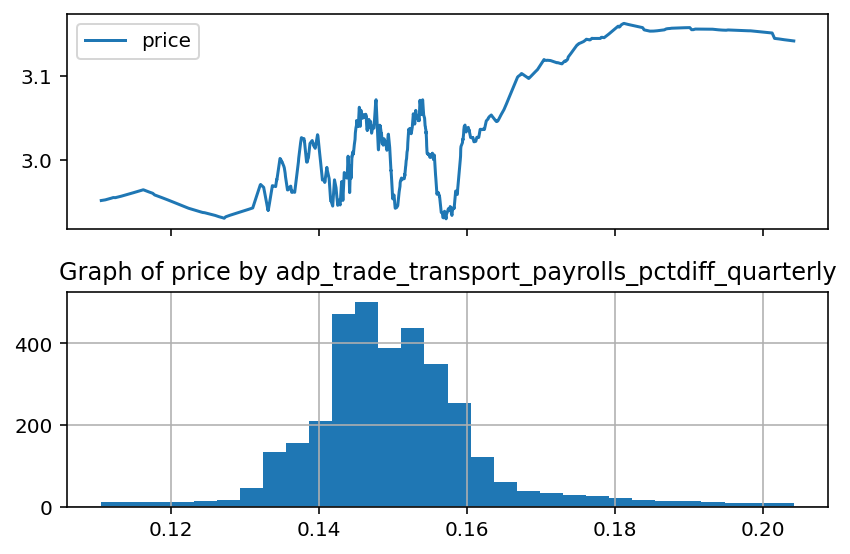 price
3.1
3.0
Graph of price by adp_trade_transport_payrolls_pctdiff_quarterly
400
200
0
0.12 0.14 0.16 0.18 0.20